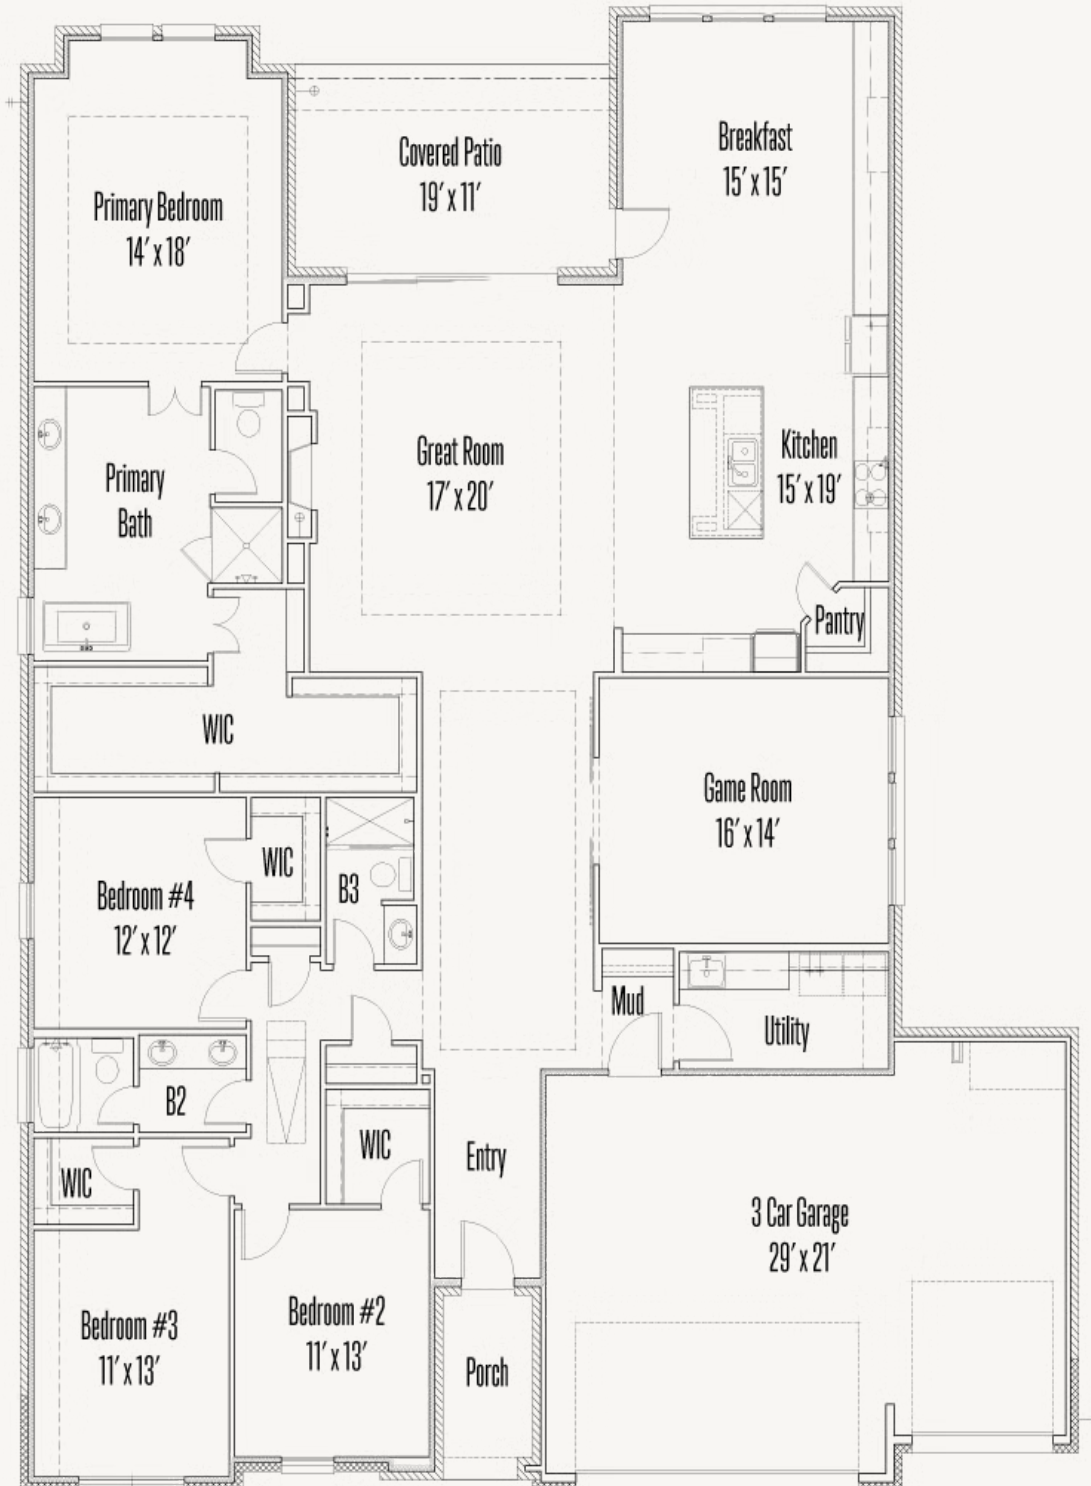 Covered Patio
19' x 11'
Breakfast
15' x 15'
Primary Bedroom
14' x 18'
Great Room
17' x 20'
Kitchen
15' x 19'
Primary
Bath
Pantry
WIC
Game Room
16' x 14'
WIC
B3
Bedroom #4
12' x 12'
Mud
Utility
B2
WIC
Entry
WIC
3 Car Garage
29' x 21'
Bedroom #3
11' x 13'
Bedroom #2
11' x 13'
Porch